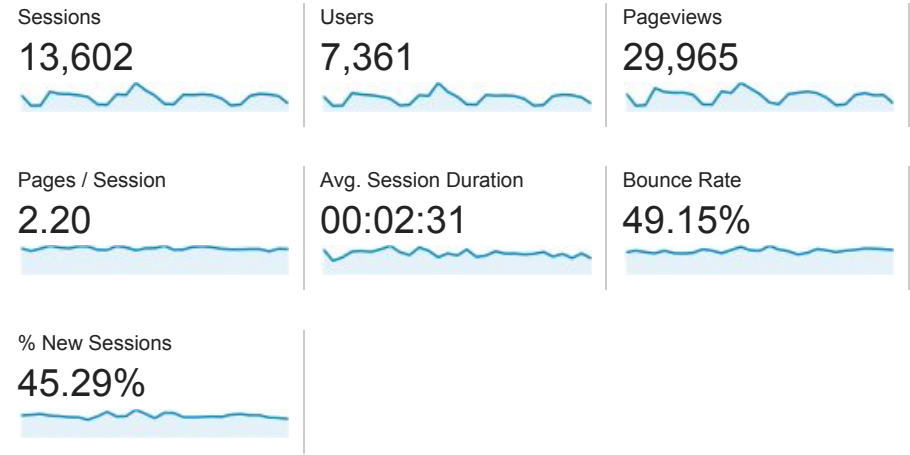 Sessions
13,602
Users
7,361
Pageviews
29,965
Pages / Session
2.20
Avg. Session Duration
00:02:31
Bounce Rate
49.15%
% New Sessions
45.29%